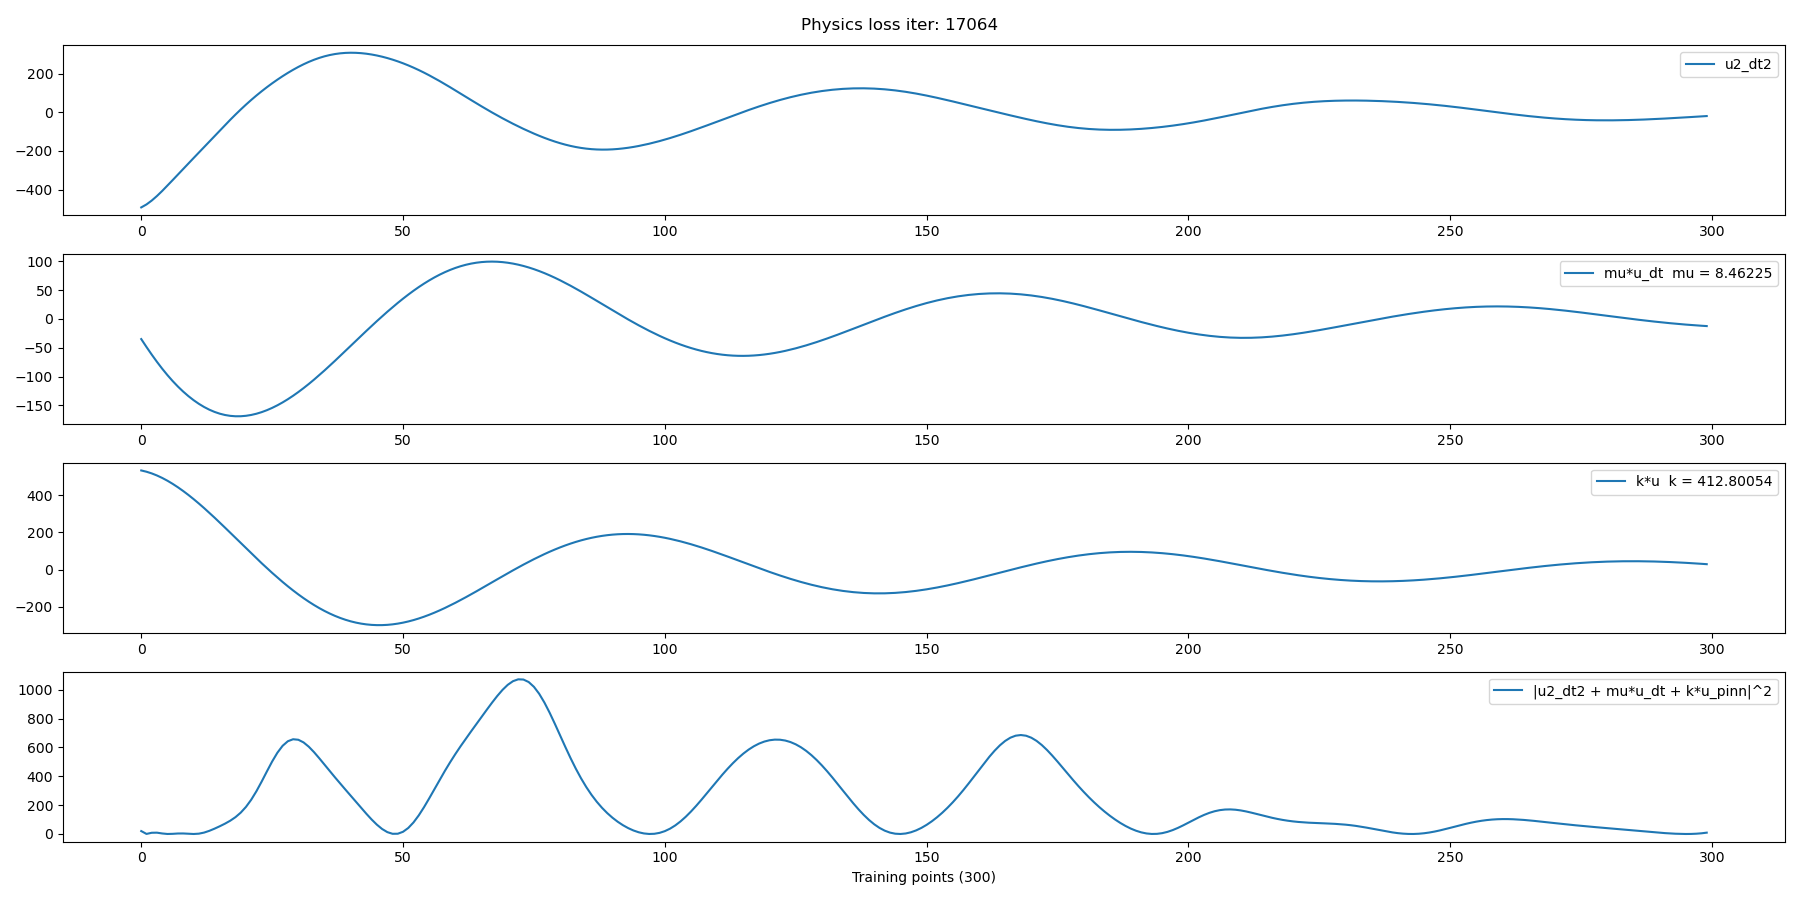 Physics loss iter: 17064
u2_dt2
200
0
−200
−400
0 50 100 150 200 250 300
mu*u_dt  mu = 8.46225
100
50
0
−50
−100
−150
0 50 100 150 200 250 300
k*u  k = 412.80054
400
200
0
−200
0 50 100 150 200 250 300
|u2_dt2 + mu*u_dt + k*u_pinn|^2
1000
800
600
400
200
0
0 50 100 150 200 250 300
Training points (300)